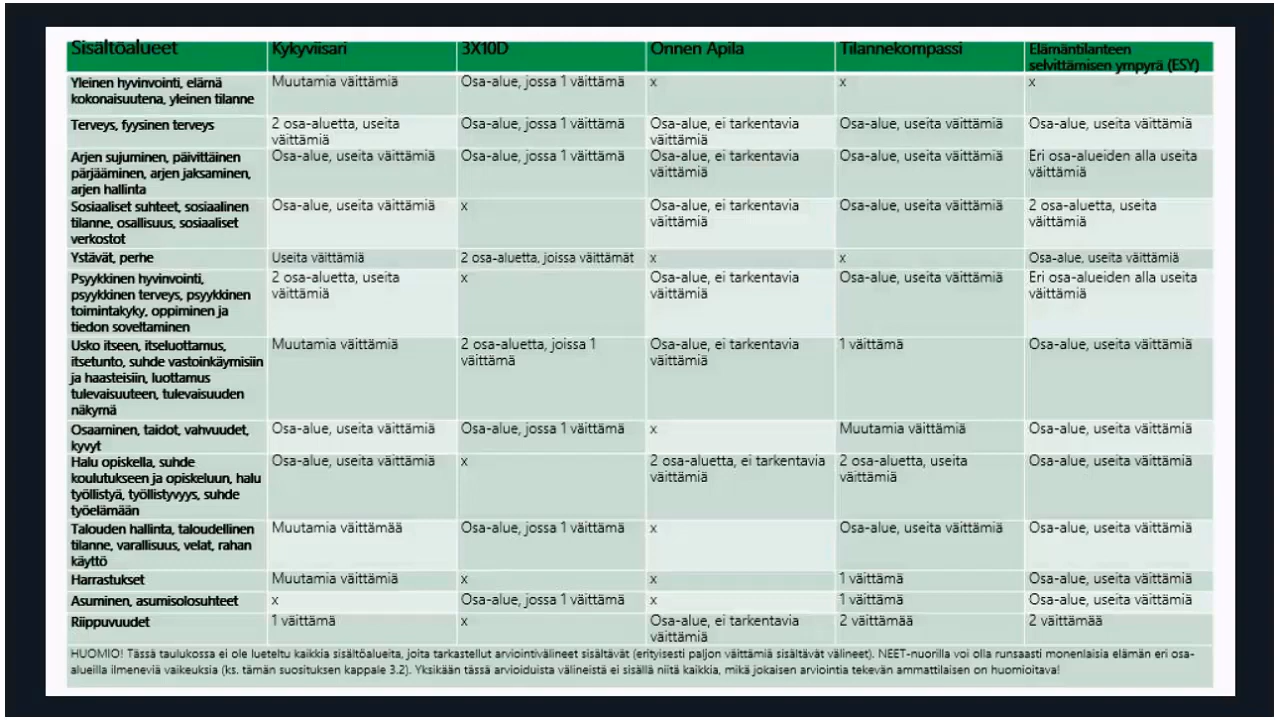 Sisältöalueet Kykyviisari 3X10D Onnen Apila Tilannekompassi Elämäntilanteen
selvittämisen ympyrä (ESY)
Yleinen hyvinvointi, elämä Muutamia väittämiä Osa-alue, jossa 1 väittämä x x x
kokonaisuutena, yleinen tilanne
Terveys, fyysinen terveys 2 osa-aluetta, useita Osa-alue, jossa 1 väittämä Osa-alue, ei tarkentavia Osa-alue, useita väittämiä Osa-alue, useita väittämiä
väittämiä väittämiä
Arjen sujuminen, päivittäinen Osa-alue, useita väittämiä Osa-alue, jossa 1 väittämä Osa-alue, ei tarkentavia Osa-alue, useita väittämiä Eri osa-alueiden alla useita
pärjääminen, arjen jaksaminen, väittämiä väittämiä
arjen hallinta
Sosiaaliset suhteet, sosiaalinen Osa-alue, useita väittämiä x Osa-alue, ei tarkentavia Osa-alue, useita väittämiä 2 osa-aluetta, useita
tilanne, osallisuus, sosiaaliset väittämiä väittämiä
verkostot
Ystävät, perhe Useita väittämiä 2 osa-aluetta, joissa väittämät x x Osa-alue, useita väittämiä
Psyykkinen hyvinvointi, 2 osa-aluetta, useita x Osa-alue, ei tarkentavia Osa-alue, useita väittämiä Eri osa-alueiden alla useita
psyykkinen terveys, psyykkinen väittämiä väittämiä väittämiä
toimintakyky, oppiminen ja
tiedon soveltaminen
Usko itseen, itseluottamus, Muutamia väittämiä 2 osa-aluetta, joissa 1 Osa-alue, ei tarkentavia 1 väittämä Osa-alue, useita väittämiä
itsetunto, suhde vastoinkäymisiin väittämä väittämiä
ja haasteisiin, luottamus
tulevaisuuteen, tulevaisuuden
näkymä
Osaaminen, taidot, vahvuudet, Osa-alue, useita väittämiä Osa-alue, jossa 1 väittämä x Muutamia väittämiä Osa-alue, useita väittämiä
kyvyt
Halu opiskella, suhde Osa-alue, useita väittämiä x 2 osa-aluetta, ei tarkentavia 2 osa-aluetta, useita Osa-alue, useita väittämiä
koulutukseen ja opiskeluun, halu väittämiä väittämiä
työllistyä, työllistyvyys, suhde
työelämään
Talouden hallinta, taloudellinen Muutamia väittämää Osa-alue, jossa 1 väittämä x Osa-alue, useita väittämiä Osa-alue, useita väittämiä
tilanne, varallisuus, velat, rahan
käyttö
Harrastukset Muutamia väittämiä x x 1 väittämä Osa-alue, useita väittämiä
Asuminen, asumisolosuhteet x Osa-alue, jossa 1 väittämä x 1 väittämä Osa-alue, useita väittämiä
Riippuvuudet 1 väittämä x Osa-alue, ei tarkentavia 2 väittämää 2 väittämää
väittämiä
HUOMIO! Tässä taulukossa ei ole lueteltu kaikkia sisältöalueita, joita tarkastellut arviointivälineet sisältävät (erityisesti paljon väittämiä sisältävät välineet). NEET-nuorilla voi olla runsaasti monenlaisia elämän eri osa-
alueilla ilmeneviä vaikeuksia (ks. tämän suosituksen kappale 3.2). Yksikään tässä arvioiduista välineistä ei sisällä niitä kaikkia, mikä jokaisen arviointia tekevän ammattilaisen on huomioitava!